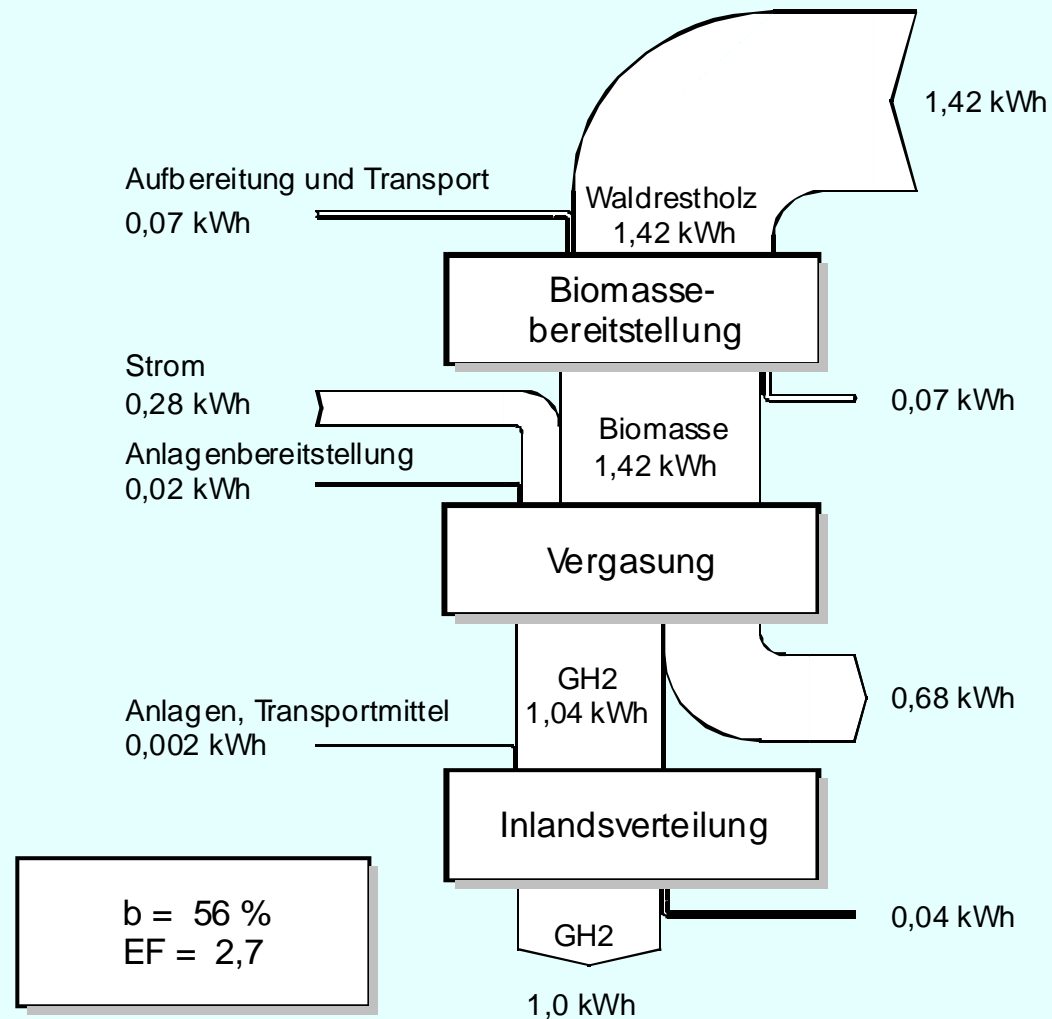 1,42 kWh
Aufbereitung und Transport
0,07 kWh
Waldrestholz
1,42 kWh
Biomasse-
bereitstellung
Strom
0,28 kWh
0,07 kWh
Biomasse
1,42 kWh
Anlagenbereitstellung
0,02 kWh
Vergasung
GH2
1,04 kWh
0,68 kWh
Anlagen, Transportmittel
0,002 kWh
Inlandsverteilung
b = 56 %
EF = 2,7
0,04 kWh
GH2
1,0 kWh